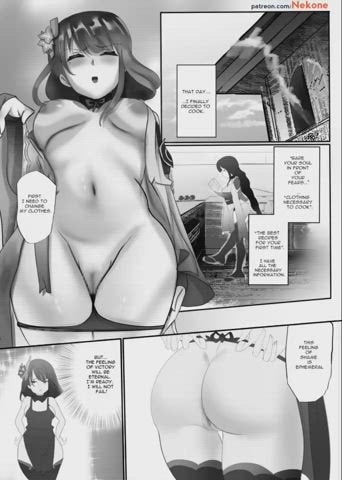 patreon.com/Nekone
THAT DAY...
...I FINALLY
DECIDED TO
COOK.
"BARE
YOUR SOUL
IN FRONT
OF YOUR
FEARS..."
"CLOTHING
NECESSARY
TO COOK".
"THE BEST
RECIPES
FOR YOUR
FIRST TIME".
I HAVE
ALL THE
NECESSARY
INFORMATION.
FIRST
I NEED TO
CHANGE
MY CLOTHES.
THIS
FEELING OF
SHAME IS
EPHEMERAL
BUT...
THE FEELING
OF VICTORY
WILL BE
ETERNAL.
I'M READY.
I WILL NOT
FAIL!